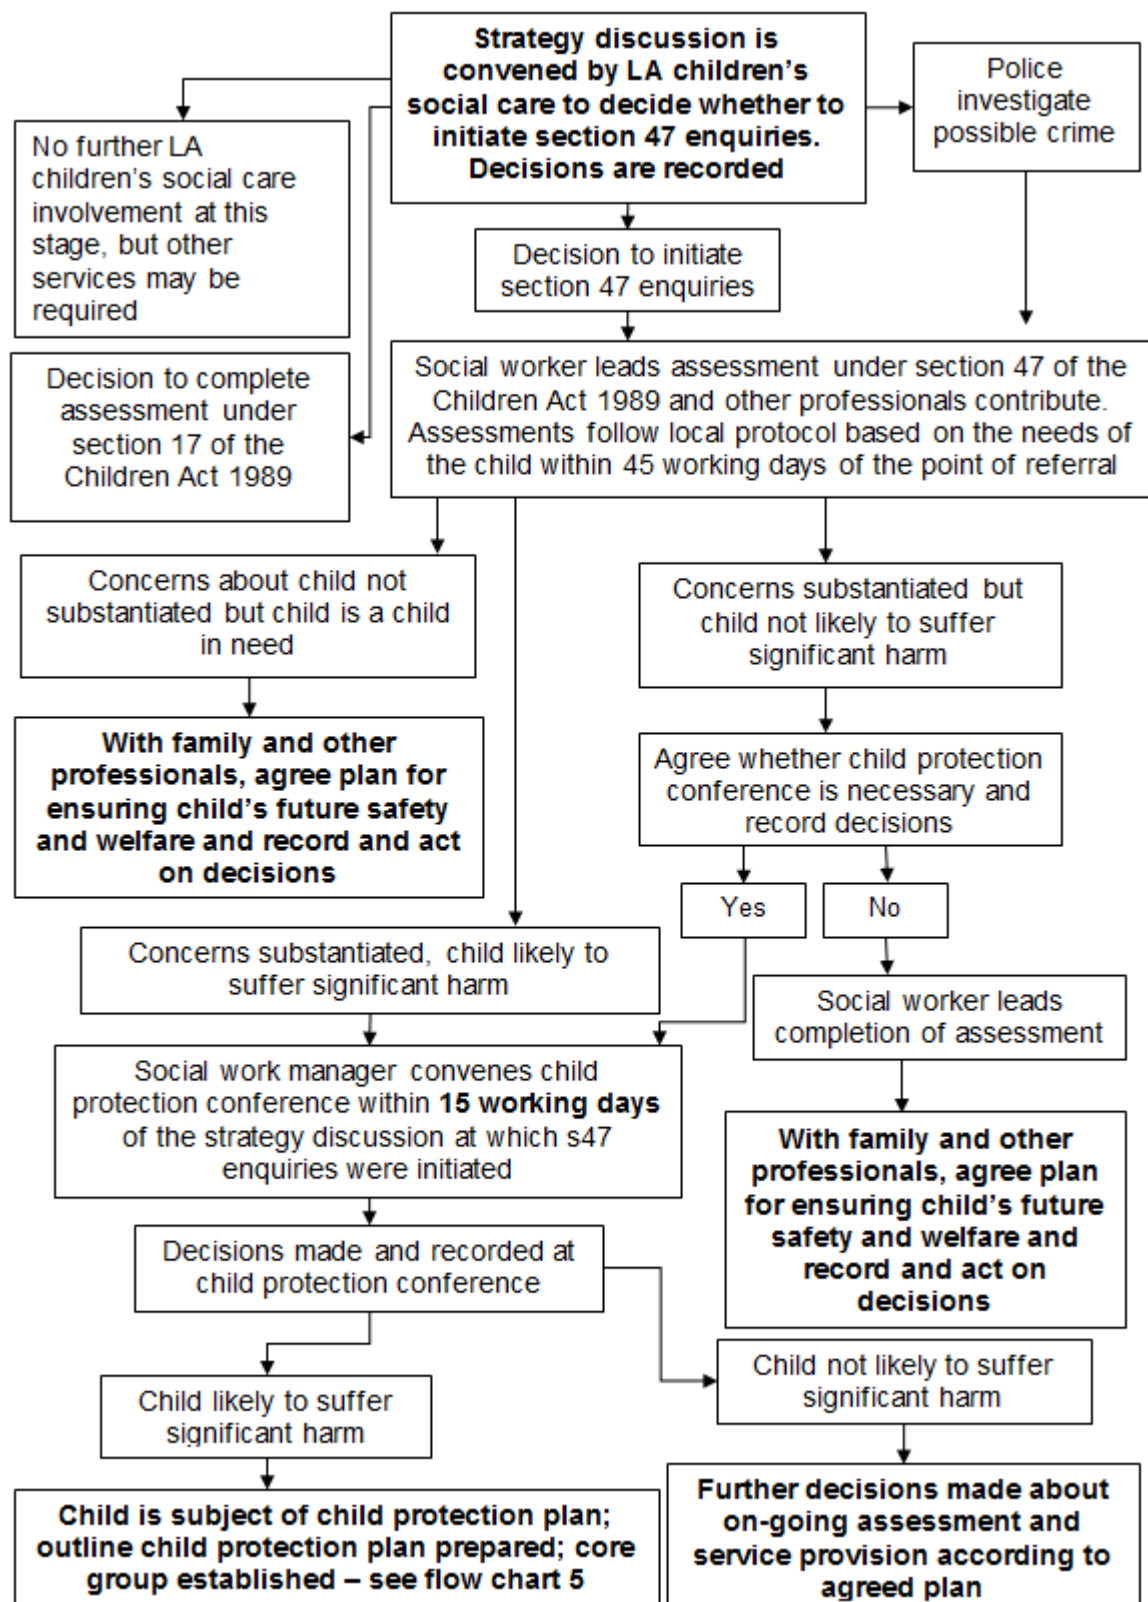 Strategy discussion is
convened by LA children’s
social care to decide whether to
initiate section 47 enquiries.
Decisions are recorded
Police
investigate
possible crime
No further LA
children’s social care
involvement at this
stage, but other
services may be
required
Decision to initiate
section 47 enquiries
Decision to complete
assessment under
section 17 of the
Children Act 1989
Social worker leads assessment under section 47 of the
Children Act 1989 and other professionals contribute.
Assessments follow local protocol based on the needs of
the child within 45 working days of the point of referral
Concerns about child not
substantiated but child is a child
in need
Concerns substantiated but
child not likely to suffer
significant harm
With family and other
professionals, agree plan for
ensuring child’s future safety
and welfare and record and act
on decisions
Agree whether child protection
conference is necessary and
record decisions
Yes
No
Concerns substantiated, child likely to
suffer significant harm
Social worker leads
completion of assessment
Social work manager convenes child
protection conference within 15 working days
of the strategy discussion at which s47
enquiries were initiated
With family and other
professionals, agree plan
for ensuring child’s future
safety and welfare and
record and act on
decisions
Decisions made and recorded at
child protection conference
Child likely to suffer
significant harm
Child not likely to suffer
significant harm
Child is subject of child protection plan;
outline child protection plan prepared; core
group established – see flow chart 5
Further decisions made about
on-going assessment and
service provision according to
agreed plan